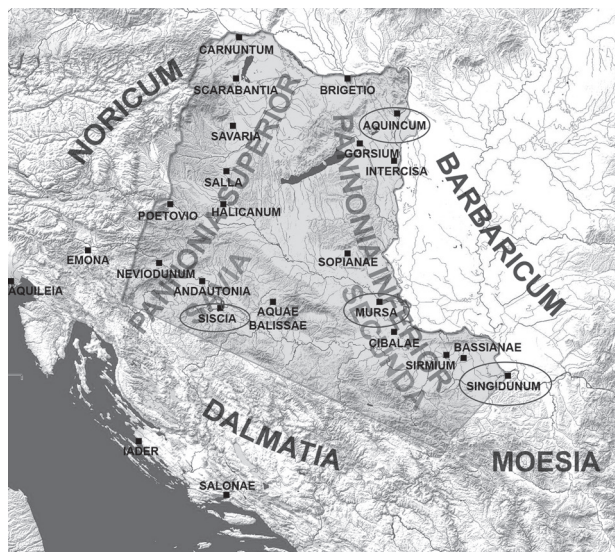 CARNUNTUM
SCARABANTIA
BRIGETIO
NORICUM
PANNONIA SUPERIOR
PANNONIA INFERIOR
AQUINCUM
SAVARIA
GORSIUM
INTERCISA
BARBARICUM
SALLA
POETOVIO
HALICANUM
EMONA
NEVIODUNUM
SOPIANAE
AQUILEIA
ANDAUTONIA
SAVIA
SISCIA
AQUAE
BALISSAE
MURSA
SECUNDA
CIBALAE
BASSIANAE
SIRMIUM
SINGIDUNUM
DALMATIA
MOESIA
IADER
SALONAE